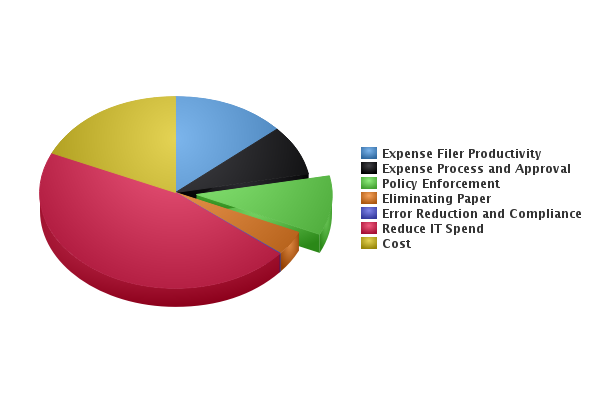 Expense Filer Productivity
Expense Process and Approval
Policy Enforcement
Eliminating Paper
Error Reduction and Compliance
Reduce IT Spend
Cost